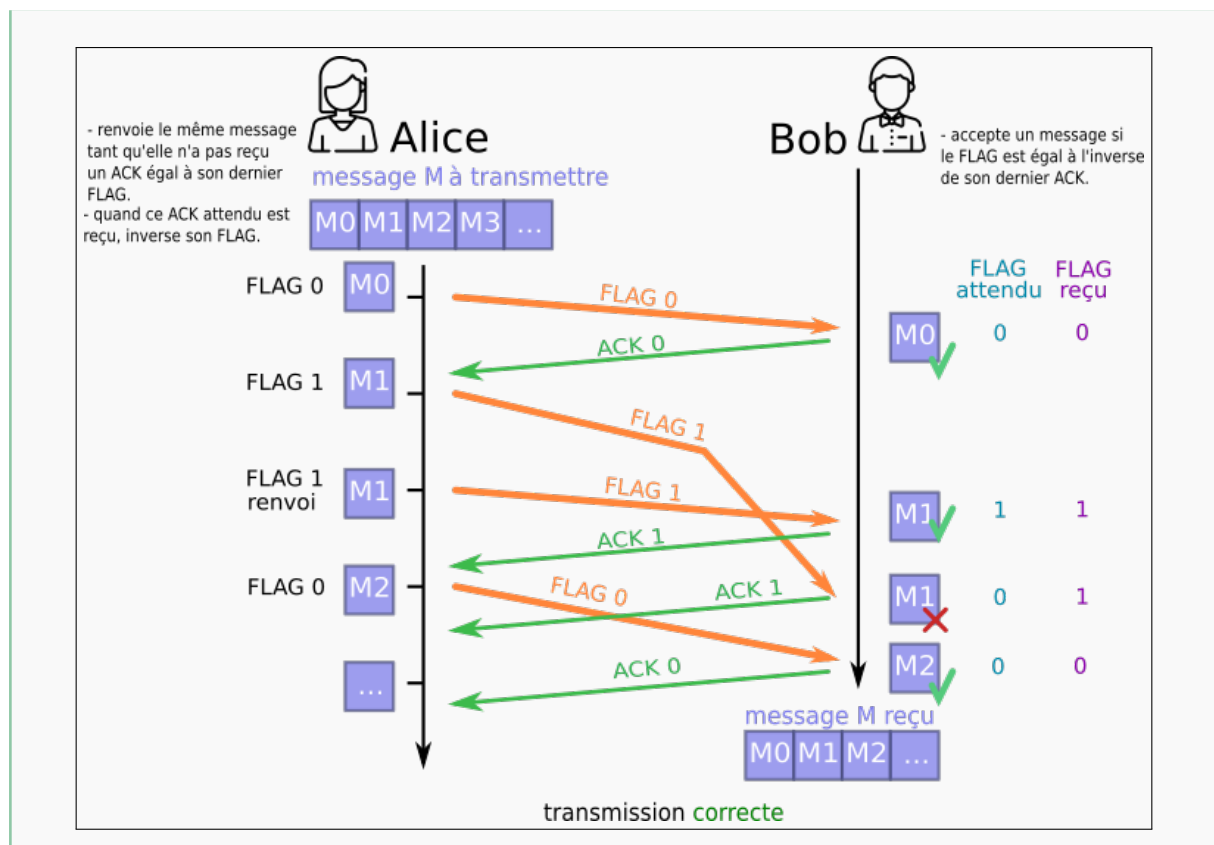 Alice
Bob
- renvoie le même message
tant qu'elle n'a pas reçu
un ACK égal à son dernier
FLAG.
- quand ce ACK attendu est
reçu, inverse son FLAG.
- accepte un message si
le FLAG est égal à l'inverse
de son dernier ACK.
message M à transmettre
M0 M1 M2 M3 ...
FLAG attendu
FLAG reçu
FLAG 0 M0
FLAG 0
M0 0 0
ACK 0
FLAG 1 M1
FLAG 1
FLAG 1
renvoi
M1
FLAG 1
M1 1 1
ACK 1
FLAG 0 M2
FLAG 0
ACK 1
M1 0 1
...
ACK 0
M2 0 0
message M reçu
M0 M1 M2 ...
transmission correcte